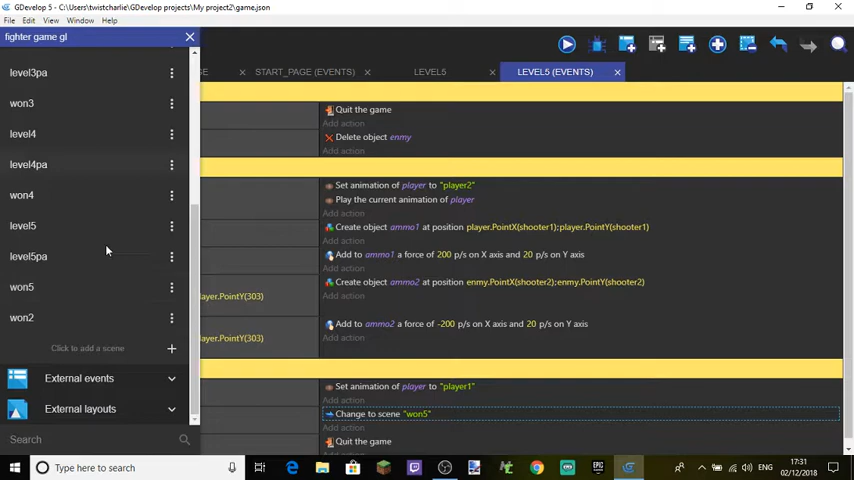 GDevelop 5 - C:\Users\twistcharlie\GDevelop projects\My project2\game.json
File Edit View Window Help
fighter game gl
GE START_PAGE (EVENTS) LEVEL5 LEVEL5 (EVENTS)
level3pa
won3
level4
level4pa
won4
level5
level5pa
won5
won2
Click to add a scene
External events
External layouts
Search
Quit the game
Add action
Delete object enmy
Add action
Set animation of player to "player2"
Play the current animation of player
Add action
Create object ammo1 at position player.PointX(shooter1);player.PointY(shooter1)
Add action
Add to ammo1 a force of 200 p/s on X axis and 20 p/s on Y axis
Add action
Create object ammo2 at position enmy.PointX(shooter2);enmy.PointY(shooter2)
layer.PointY(303) Add action
Add to ammo2 a force of -200 p/s on X axis and 20 p/s on Y axis
layer.PointY(303) Add action
Set animation of player to "player1"
Add action
Change to scene "won5"
Add action
Quit the game
Add action
Type here to search
ENG
17:31
02/12/2018